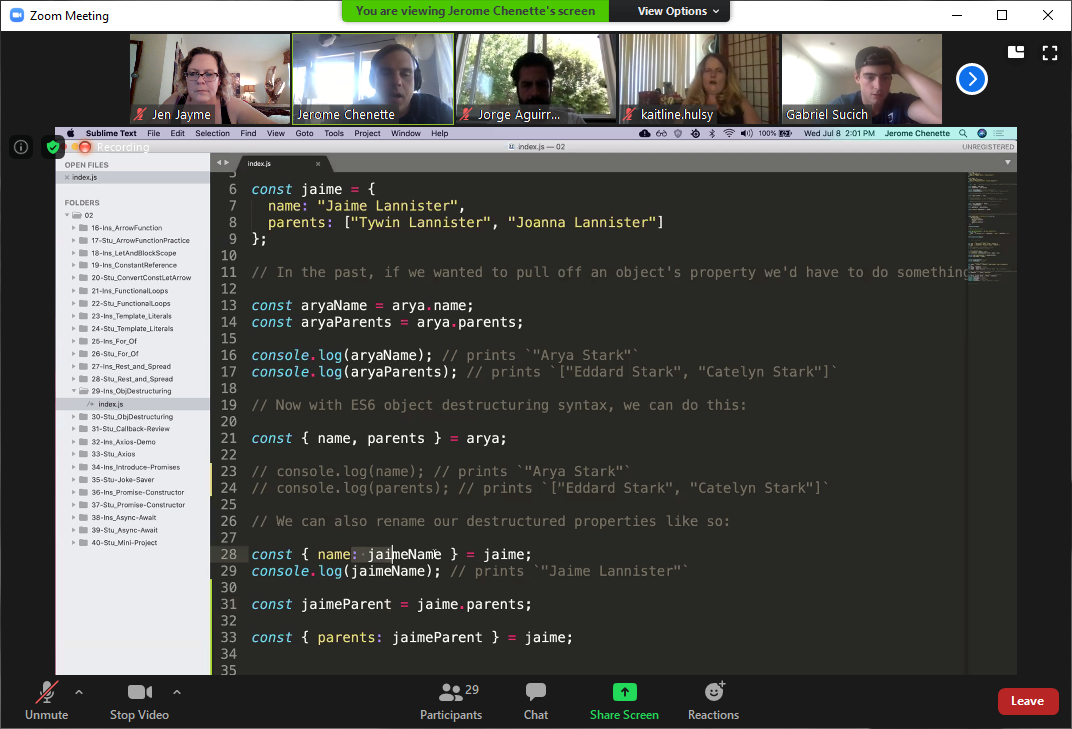 Zoom Meeting
You are viewing Jerome Chenette's screen
View Options
Jen Jayme
Jerome Chenette
Jorge Aguirr...
kaitline.hulsy
Gabriel Sucich
Sublime Text File Edit Selection Find View Goto Tools Project Window Help
100%
Wed Jul 8 2:01 PM Jerome Chenette
Recording
index.js — 02
UNREGISTERED
OPEN FILES
index.js
FOLDERS
02
16-Ins_ArrowFunction
17-Stu_ArrowFunctionPractice
18-Ins_LetAndBlockScope
19-Ins_ConstantReference
20-Stu_ConvertConstLetArrow
21-Ins_FunctionalLoops
22-Stu_FunctionalLoops
23-Ins_Template_Literals
24-Stu_Template_Literals
25-Ins_For_Of
26-Stu_For_Of
27-Ins_Rest_and_Spread
28-Stu_Rest_and_Spread
29-Ins_ObjDestructuring
index.js
30-Stu_ObjDestructuring
31-Stu_Callback-Review
32-Ins_Axios-Demo
33-Stu_Axios
34-Ins_Introduce-Promises
35-Stu-Joke-Saver
36-Ins_Promise-Constructor
37-Stu_Promise-Constructor
38-Ins_Async-Await
39-Stu_Async-Await
40-Stu_Mini-Project
index.js
5
6 const jaime = {
7 name: "Jaime Lannister",
8 parents: ["Tywin Lannister", "Joanna Lannister"]
9 };
10
11 // In the past, if we wanted to pull off an object's property we'd have to do something
12
13 const aryaName = arya.name;
14 const aryaParents = arya.parents;
15
16 console.log(aryaName); // prints `"Arya Stark"`
17 console.log(aryaParents); // prints `["Eddard Stark", "Catelyn Stark"]`
18
19 // Now with ES6 object destructuring syntax, we can do this:
20
21 const { name, parents } = arya;
22
23 // console.log(name); // prints `"Arya Stark"`
24 // console.log(parents); // prints `["Eddard Stark", "Catelyn Stark"]`
25
26 // We can also rename our destructured properties like so:
27
28 const { name: jaimeName } = jaime;
29 console.log(jaimeName); // prints `"Jaime Lannister"`
30
31 const jaimeParent = jaime.parents;
32
33 const { parents: jaimeParent } = jaime;
34
35
Unmute
Stop Video
29
Participants
Chat
Share Screen
Reactions
Leave